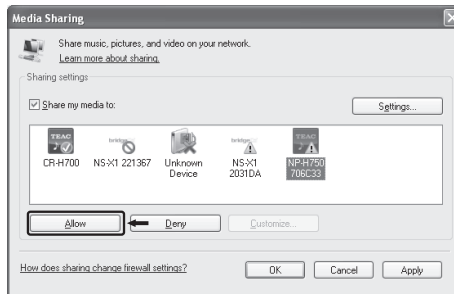 Media Sharing
Share music, pictures, and video on your network.
Learn more about sharing.
Sharing settings
Share my media to:
Settings...
TEAC
TEAC
CR-H700
NS-X1 221367
Unknown
Device
NS-X1
2031DA
NP-H750
706C33
Allow
Deny
Customize...
How does sharing change firewall settings?
OK
Cancel
Apply